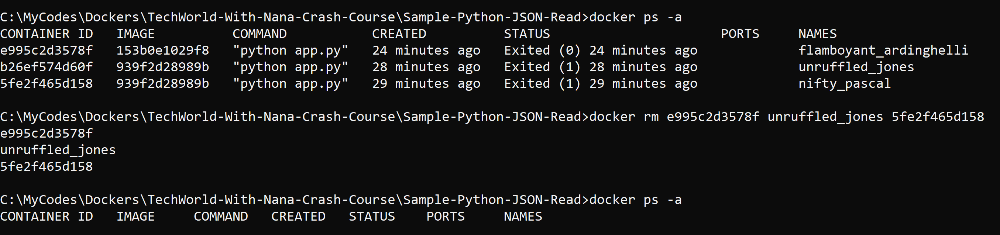 C:\MyCodes\Dockers\TechWorld-With-Nana-Crash-Course\Sample-Python-JSON-Read>docker ps -a
CONTAINER ID   IMAGE          COMMAND           CREATED          STATUS                      PORTS     NAMES
e995c2d3578f   153b0e1029f8   "python app.py"   24 minutes ago   Exited (0) 24 minutes ago             flamboyant_ardinghelli
b26ef574d60f   939f2d28989b   "python app.py"   28 minutes ago   Exited (1) 28 minutes ago             unruffled_jones
5fe2f465d158   939f2d28989b   "python app.py"   29 minutes ago   Exited (1) 29 minutes ago             nifty_pascal
C:\MyCodes\Dockers\TechWorld-With-Nana-Crash-Course\Sample-Python-JSON-Read>docker rm e995c2d3578f unruffled_jones 5fe2f465d158
e995c2d3578f
unruffled_jones
5fe2f465d158
C:\MyCodes\Dockers\TechWorld-With-Nana-Crash-Course\Sample-Python-JSON-Read>docker ps -a
CONTAINER ID   IMAGE     COMMAND   CREATED   STATUS    PORTS     NAMES